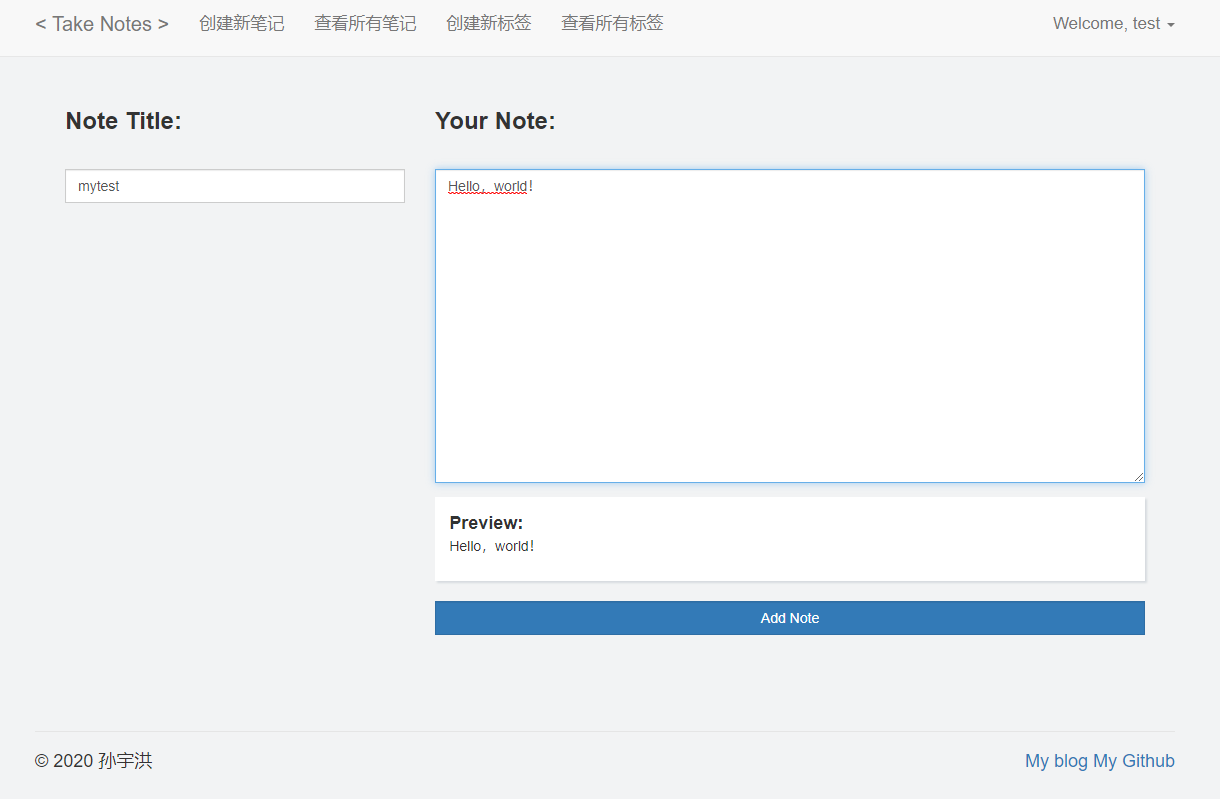 < Take Notes > 创建新笔记 查看所有笔记 创建新标签 查看所有标签 Welcome, test
Note Title: Your Note:
mytest Hello，world！
Preview:
Hello，world！
Add Note
© 2020 孙宇洪 My blog My Github